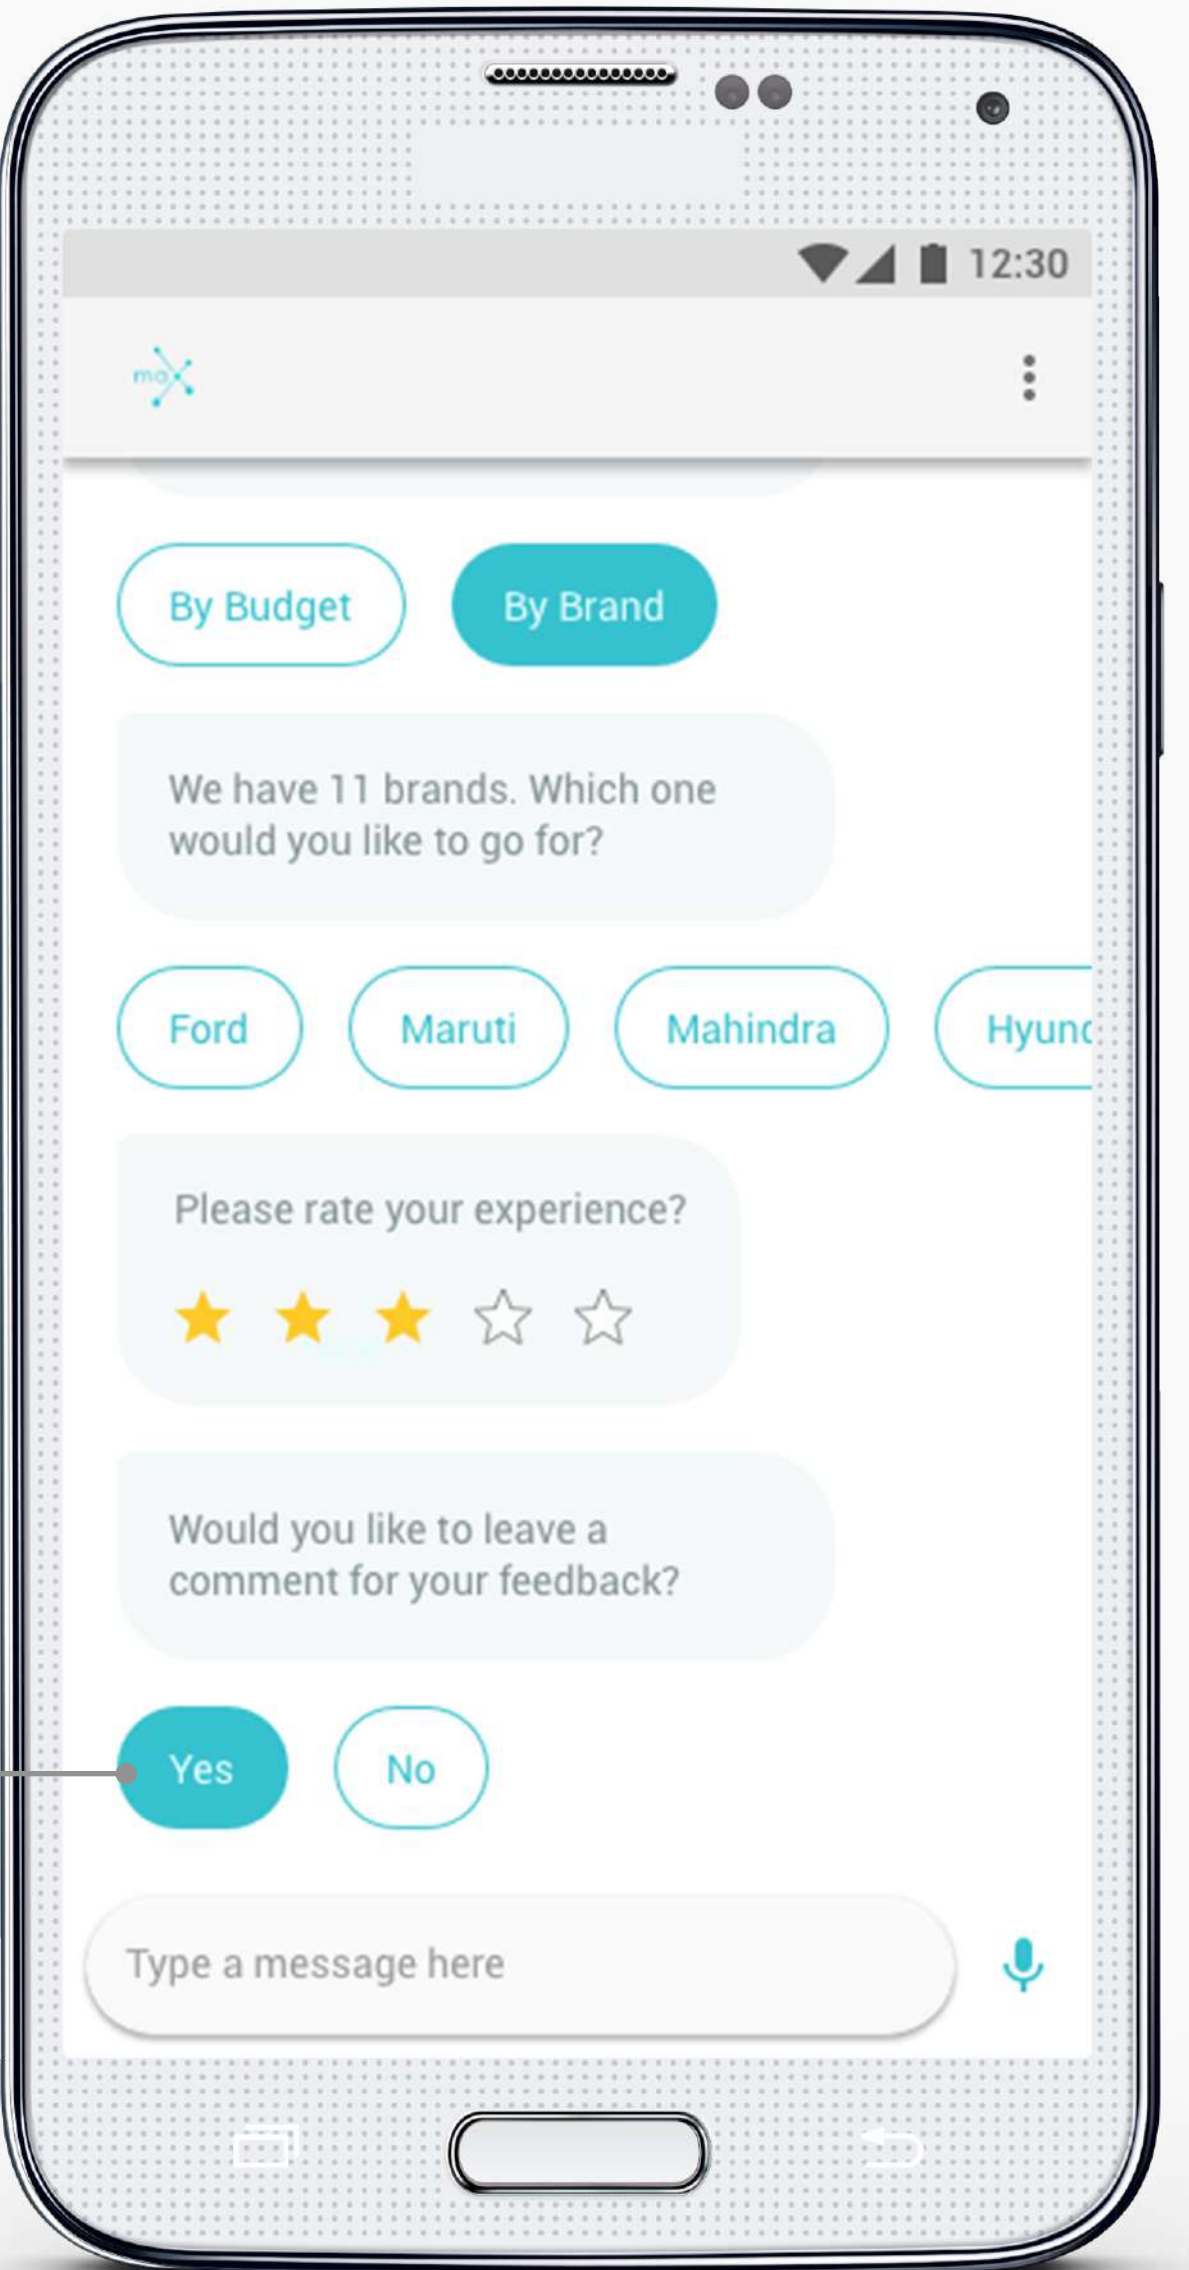 12:30
max
By Budget
By Brand
We have 11 brands. Which one
would you like to go for?
Ford
Maruti
Mahindra
Hyund
Please rate your experience?
Would you like to leave a
comment for your feedback?
Yes
No
Type a message here